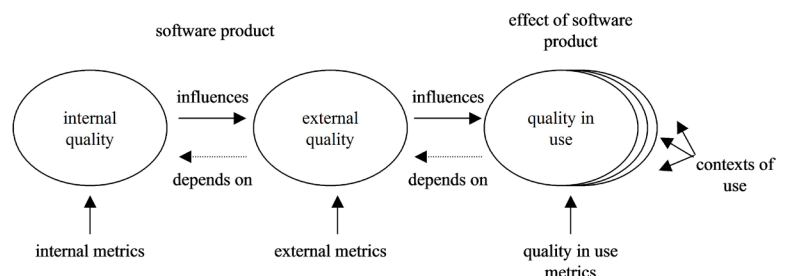 software product
effect of software
product
internal
quality
influences
depends on
external
quality
influences
depends on
quality in
use
contexts of
use
internal metrics
external metrics
quality in use
metrics